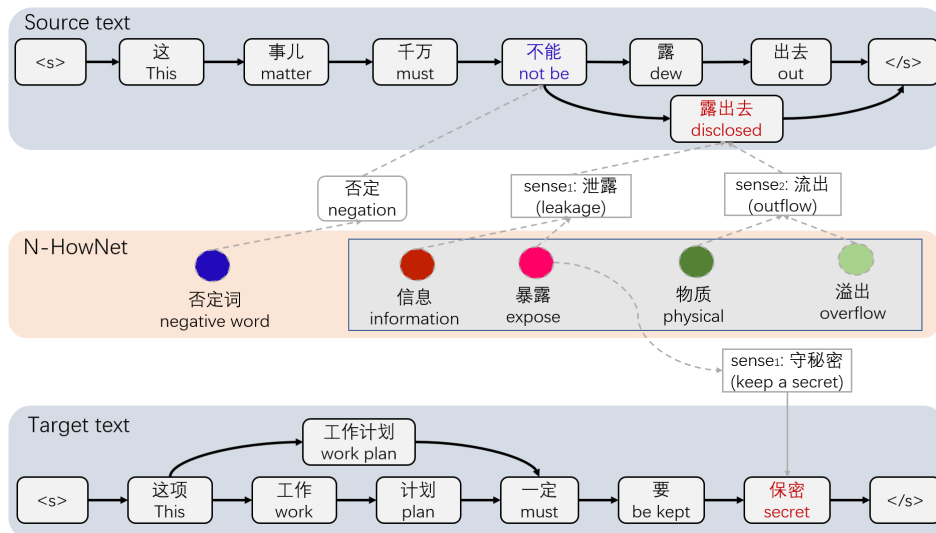 Source text
<s>
这
This
事儿
matter
千万
must
不能
not be
露
dew
出去
out
</s>
露出去
disclosed
否定
negation
sense₁: 泄露
(leakage)
sense₂: 流出
(outflow)
N-HowNet
否定词
negative word
信息
information
暴露
expose
物质
physical
溢出
overflow
sense₁: 守秘密
(keep a secret)
Target text
工作计划
work plan
<s>
这项
This
工作
work
计划
plan
一定
must
要
be kept
保密
secret
</s>